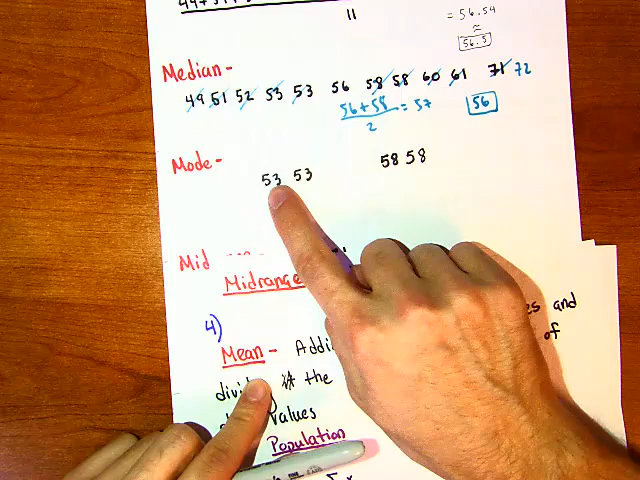 11
= 56.54
≈
56.5
Median-
49 51 52 53 53 56 58 58 60 61 71 72
56+58 = 57
2
56
Mode-
53 53 58 58
Mid
Midrange
4)
es and
Mean - Addi of
the
values
Population